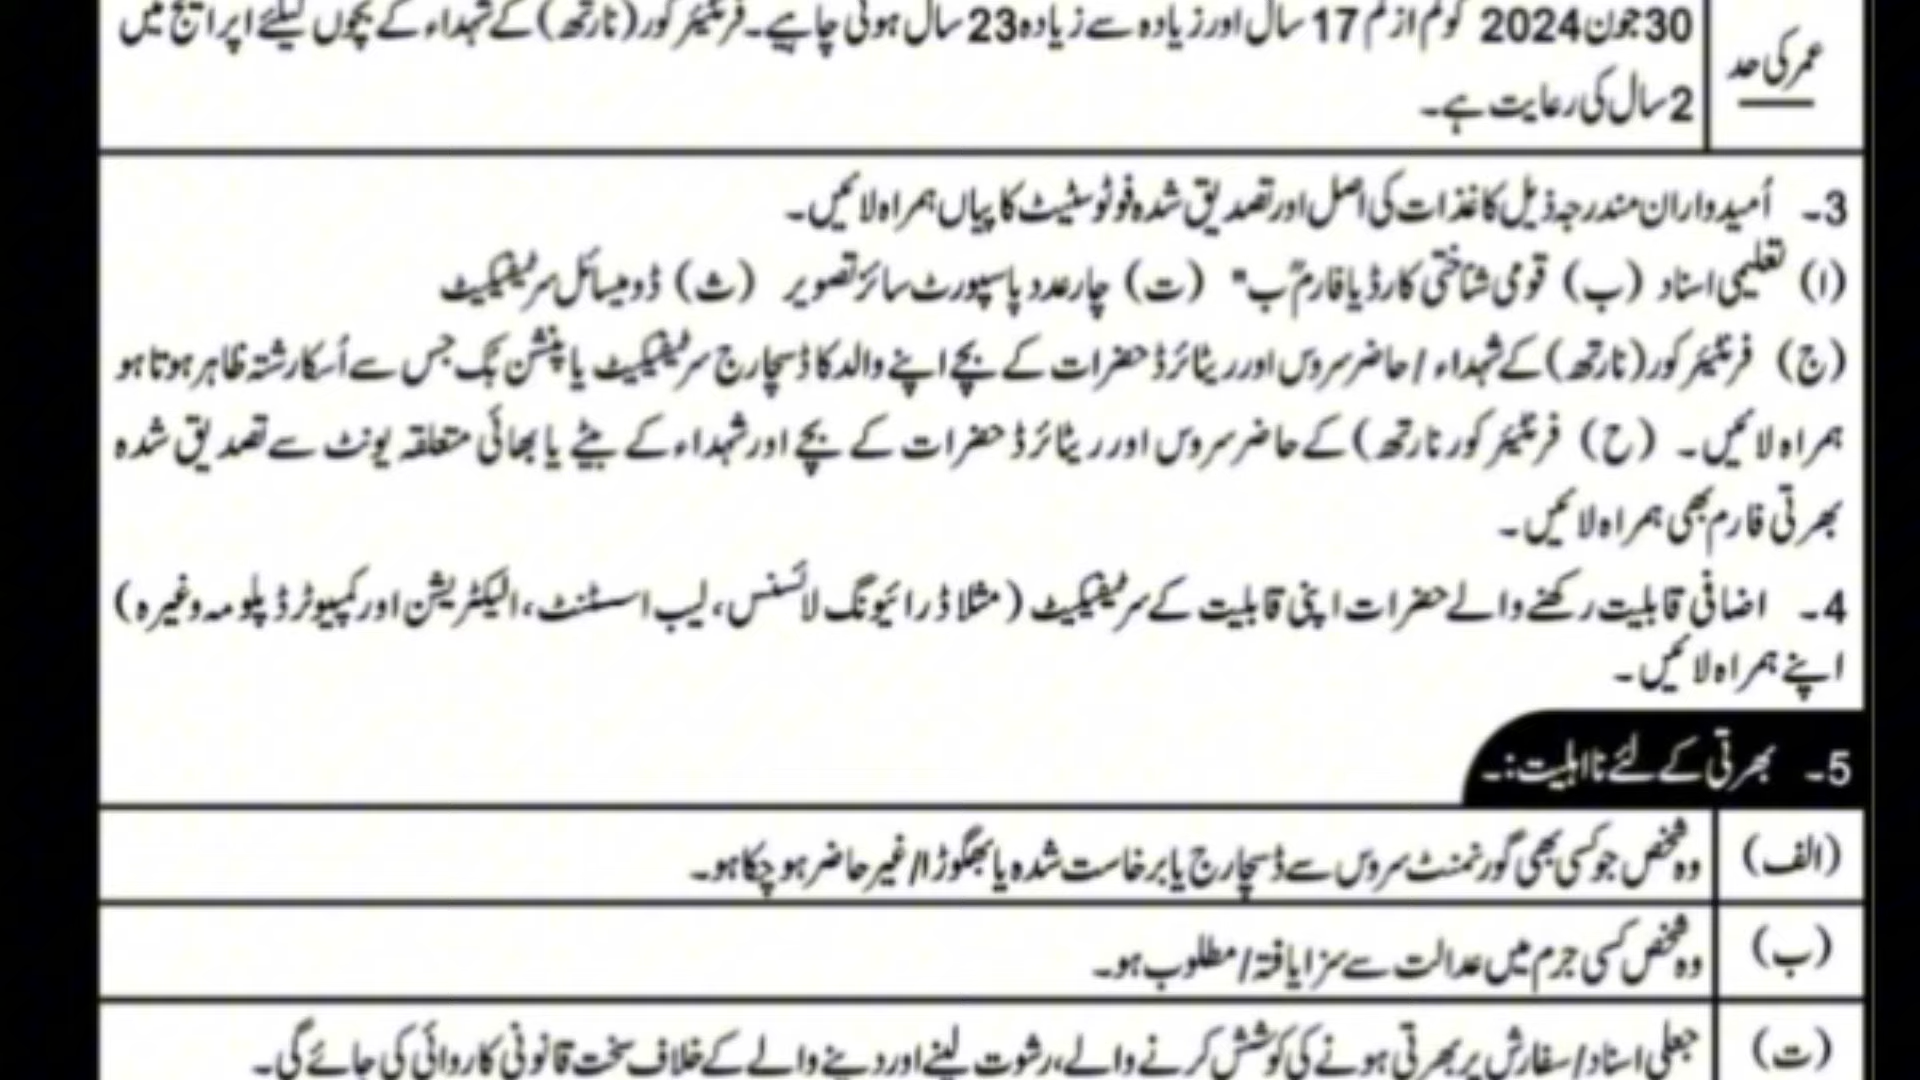 عمر کی حد
30 جون 2024 کو کم از کم 17 سال اور زیادہ سے زیادہ 23 سال ہونی چاہیے۔ فرنٹیئر کور (نارتھ) کے شہداء کے بچوں کیلئے اپر ایج میں
2 سال کی رعایت ہے۔
3۔ اُمیدواران مندرجہ ذیل کاغذات کی اصل اور تصدیق شدہ فوٹوسٹیٹ کاپیاں ہمراہ لائیں۔
(ا) تعلیمی اسناد (ب) قومی شناختی کارڈ یا فارم "ب" (ت) چار عدد پاسپورٹ سائز تصویر (ث) ڈومیسائل سرٹیفیکیٹ
(ج) فرنٹیئر کور (نارتھ) کے شہداء / حاضر سروس اور ریٹائرڈ حضرات کے بچے اپنے والد کا ڈسچارج سرٹیفیکیٹ یا پنشن بک جس سے اُسکا رشتہ ظاہر ہوتا ہو
ہمراہ لائیں۔ (ح) فرنٹیئر کور نارتھ) کے حاضر سروس اور ریٹائرڈ حضرات کے بچے اور شہداء کے بیٹے یا بھائی متعلقہ یونٹ سے تصدیق شدہ
بھرتی فارم بھی ہمراہ لائیں۔
4۔ اضافی قابلیت رکھنے والے حضرات اپنی قابلیت کے سرٹیفیکیٹ (مثلا ڈرائیونگ لائسنس، لیب اسسٹنٹ، الیکٹریشن اور کمپیوٹر ڈپلومہ وغیرہ)
اپنے ہمراہ لائیں۔
5۔ بھرتی کے لئے نااہلیت:۔
(الف) وہ شخص جو کسی بھی گورنمنٹ سروس سے ڈسچارج یا برخاست شدہ یا بھگوڑا/ غیر حاضر ہو چکا ہو۔
(ب) وہ شخص کسی جرم میں عدالت سے سزا یافتہ / مطلوب ہو۔
(ت) جعلی اسناد / سفارش پر بھرتی ہونے کی کوشش کرنے والے، رشوت لینے اور دینے والے کے خلاف سخت قانونی کاروائی کی جائے گی۔